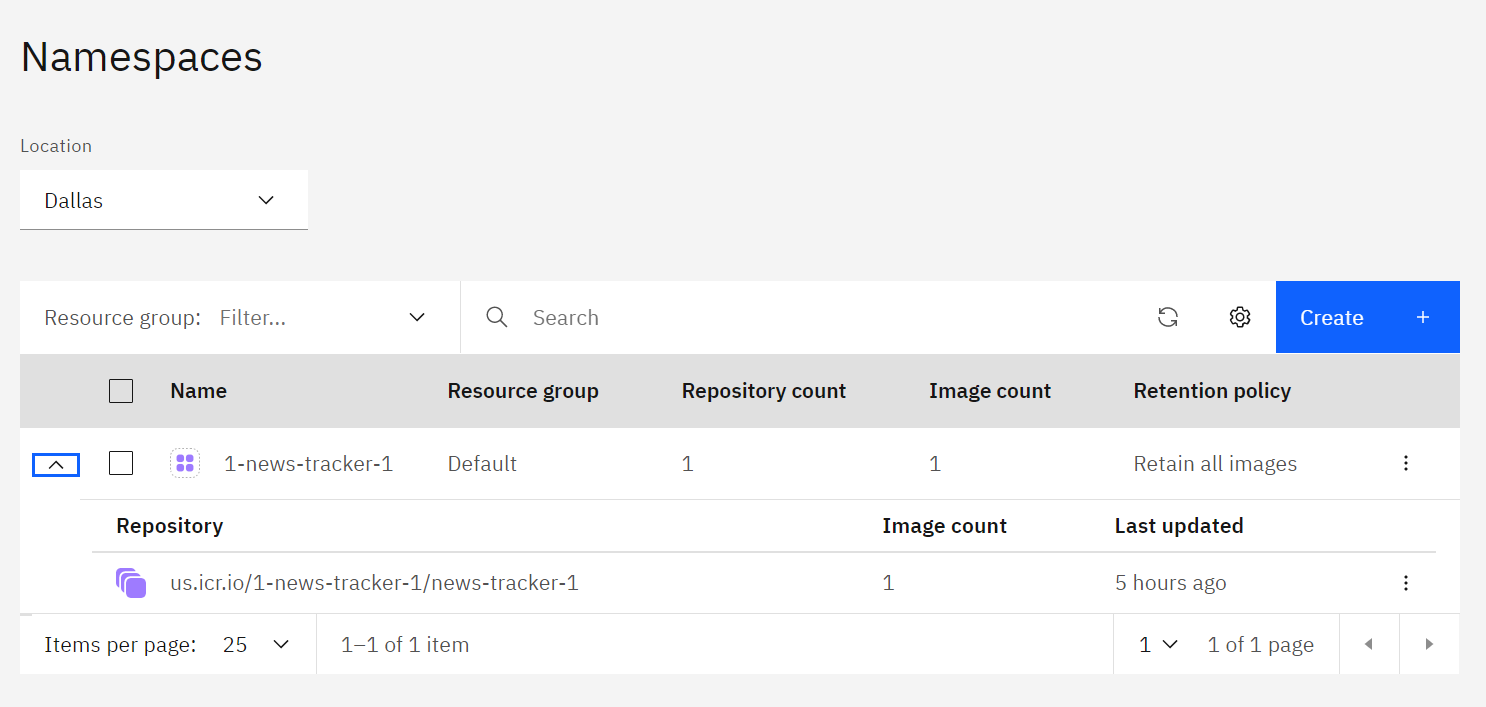 Namespaces
Location
Dallas
Resource group: Filter... Search Create +
Name Resource group Repository count Image count Retention policy
1-news-tracker-1 Default 1 1 Retain all images
Repository Image count Last updated
us.icr.io/1-news-tracker-1/news-tracker-1 1 5 hours ago
Items per page: 25 1–1 of 1 item 1 1 of 1 page